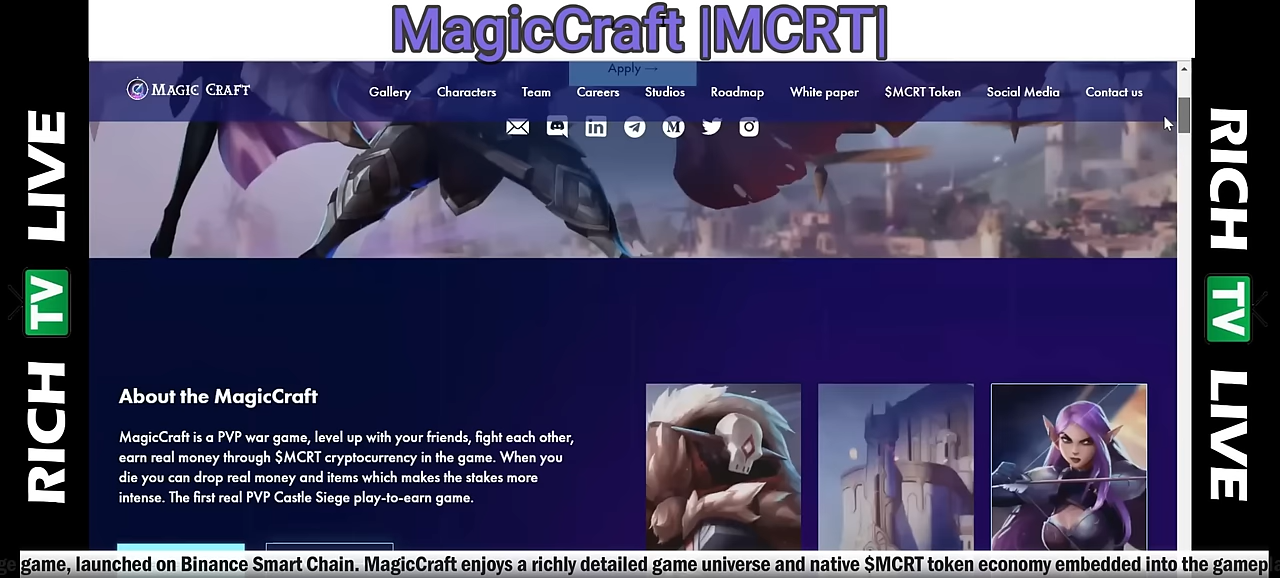 MagicCraft |MCRT|
Apply →
MAGIC CRAFT
Gallery Characters Team Careers Studios Roadmap White paper $MCRT Token Social Media Contact us
RICH TV LIVE
RICH TV LIVE
About the MagicCraft
MagicCraft is a PVP war game, level up with your friends, fight each other,
earn real money through $MCRT cryptocurrency in the game. When you
die you can drop real money and items which makes the stakes more
intense. The first real PVP Castle Siege play-to-earn game.
game, launched on Binance Smart Chain. MagicCraft enjoys a richly detailed game universe and native $MCRT token economy embedded into the gamep